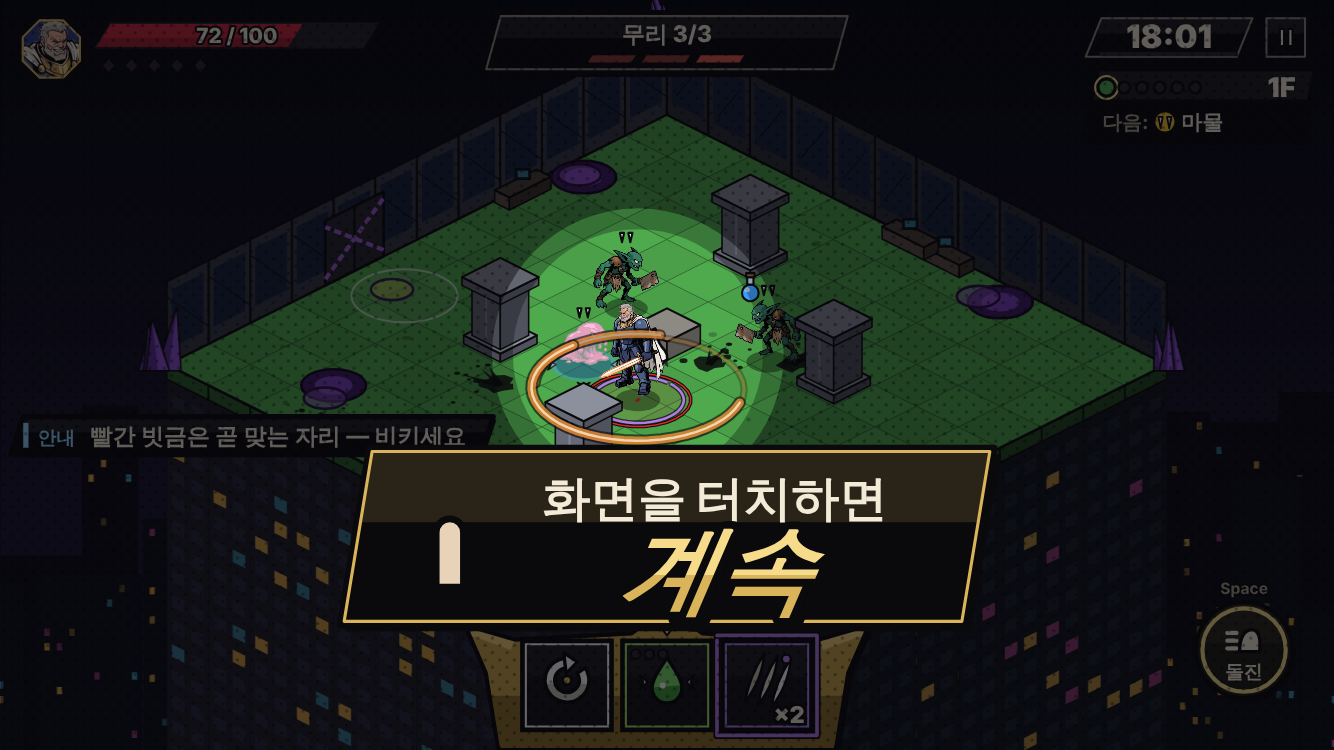 72 / 100
무리 3/3
18:01
1F
다음: 마물
안내 빨간 빗금은 곧 맞는 자리 — 비키세요
화면을 터치하면
계속
Space
돌진
×2